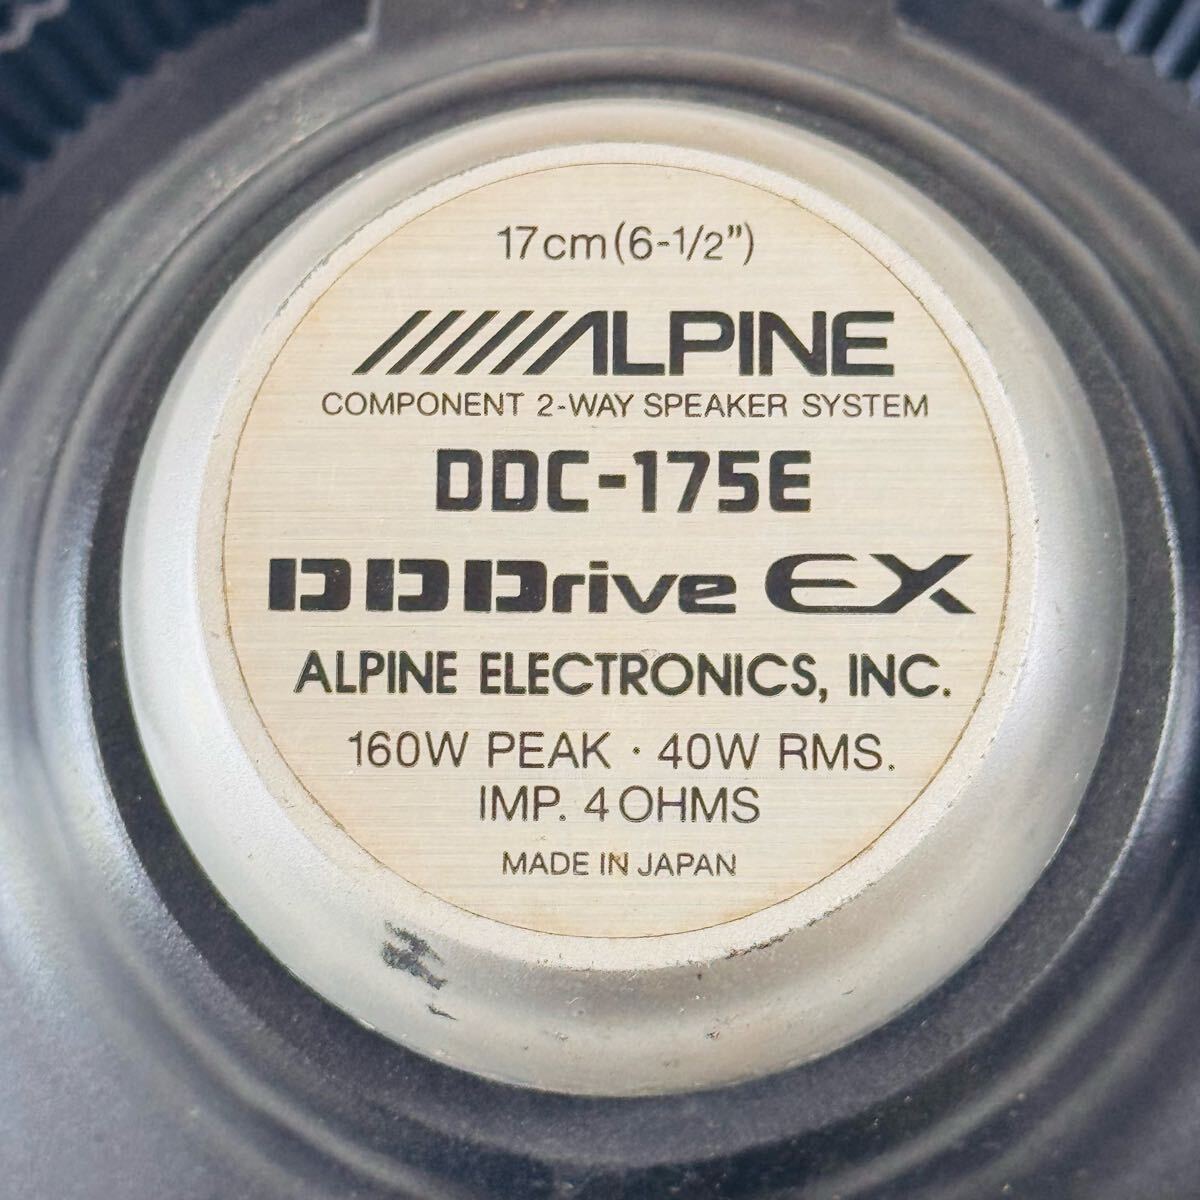 17cm(6-1/2")
ALPINE
COMPONENT 2-WAY SPEAKER SYSTEM
DDC-175E
DDDrive EX
ALPINE ELECTRONICS, INC.
160W PEAK · 40W RMS.
IMP. 4 OHMS
MADE IN JAPAN